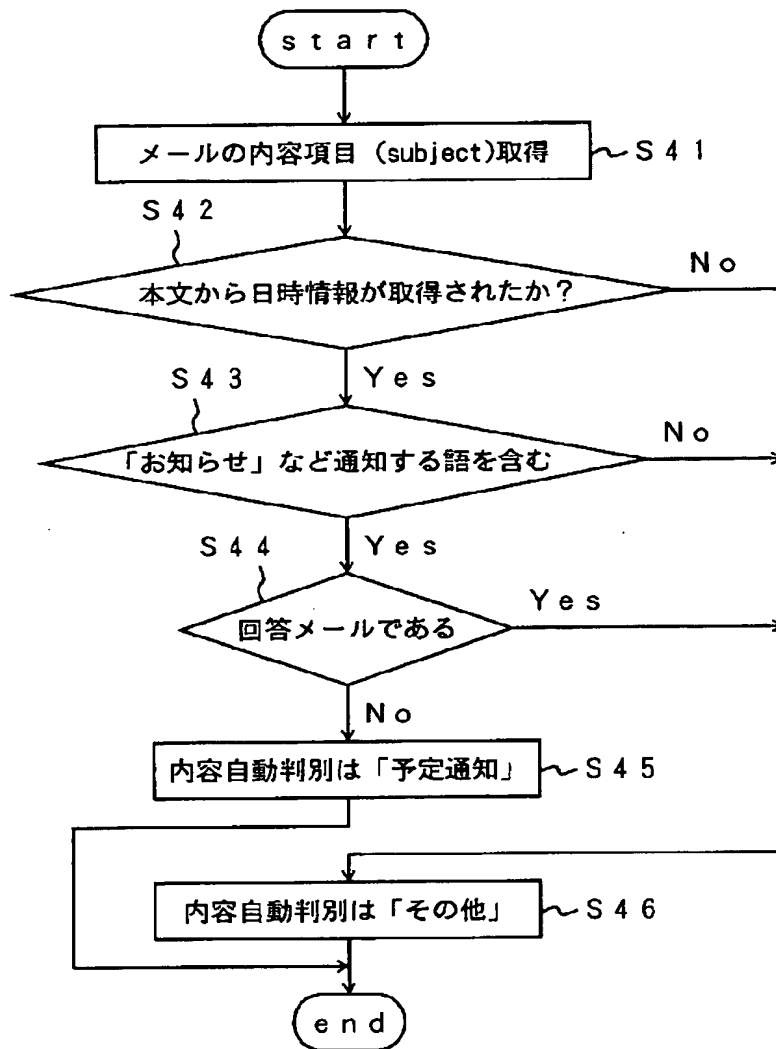 start
メールの内容項目 (subject)取得
S41
S42
本文から日時情報が取得されたか？
No
Yes
S43
「お知らせ」など通知する語を含む
No
Yes
S44
回答メールである
Yes
No
内容自動判別は「予定通知」
S45
内容自動判別は「その他」
S46
end